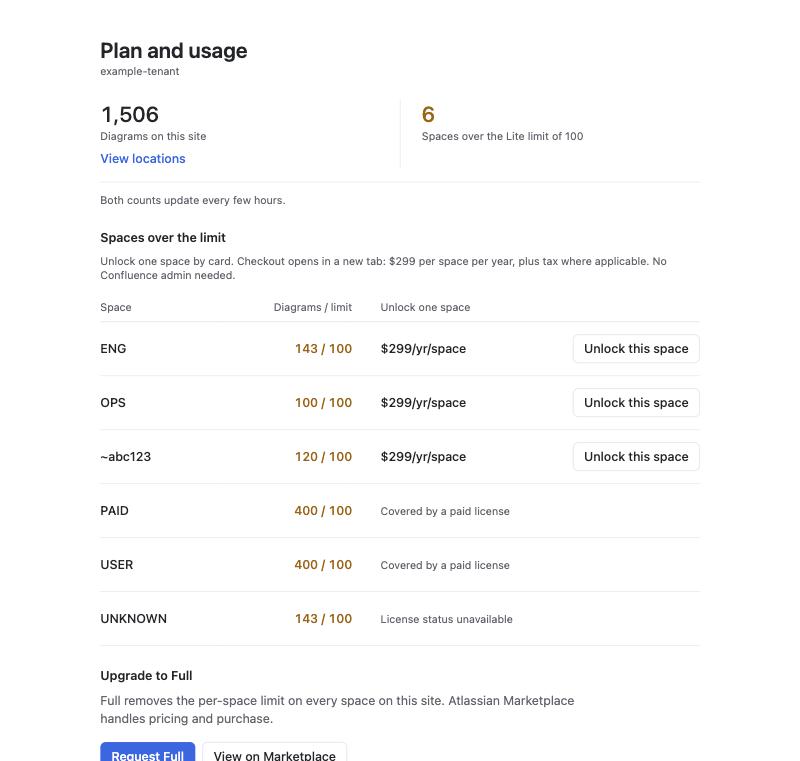 Plan and usage
example-tenant
1,506
Diagrams on this site
View locations
6
Spaces over the Lite limit of 100
Both counts update every few hours.
Spaces over the limit
Unlock one space by card. Checkout opens in a new tab: $299 per space per year, plus tax where applicable. No
Confluence admin needed.
Space Diagrams / limit Unlock one space
ENG 143 / 100 $299/yr/space Unlock this space
OPS 100 / 100 $299/yr/space Unlock this space
~abc123 120 / 100 $299/yr/space Unlock this space
PAID 400 / 100 Covered by a paid license
USER 400 / 100 Covered by a paid license
UNKNOWN 143 / 100 License status unavailable
Upgrade to Full
Full removes the per-space limit on every space on this site. Atlassian Marketplace
handles pricing and purchase.
Request Full View on Marketplace